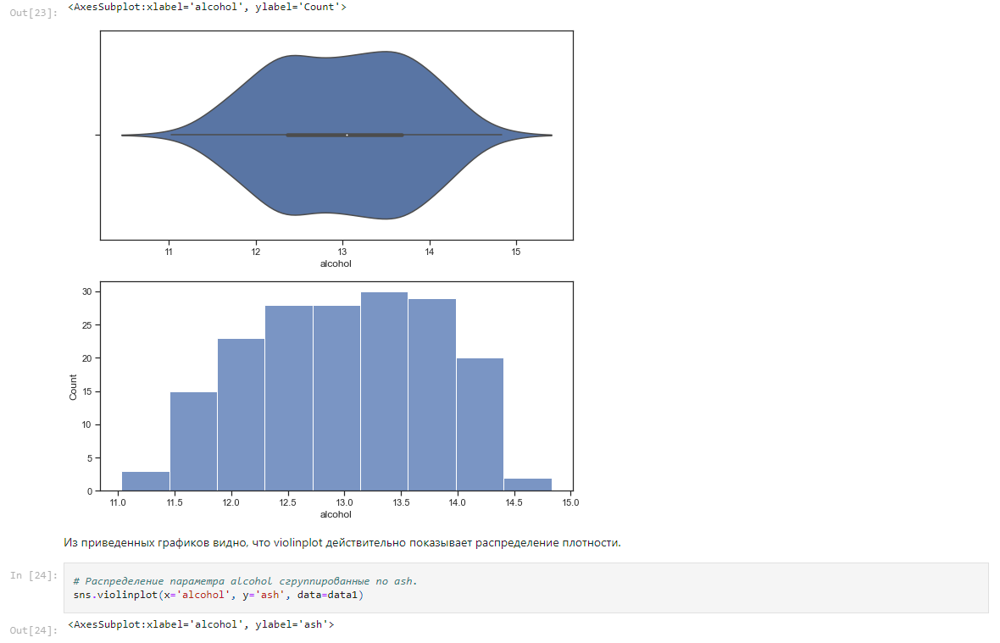 Out[23]: <AxesSubplot:xlabel='alcohol', ylabel='Count'>
11 12 13 14 15
alcohol
30
25
20
15
10
5
0
Count
11.0 11.5 12.0 12.5 13.0 13.5 14.0 14.5 15.0
alcohol
Из приведенных графиков видно, что violinplot действительно показывает распределение плотности.
In [24]: # Распределение параметра alcohol сгруппированные по ash.
sns.violinplot(x='alcohol', y='ash', data=data1)
Out[24]: <AxesSubplot:xlabel='alcohol', ylabel='ash'>